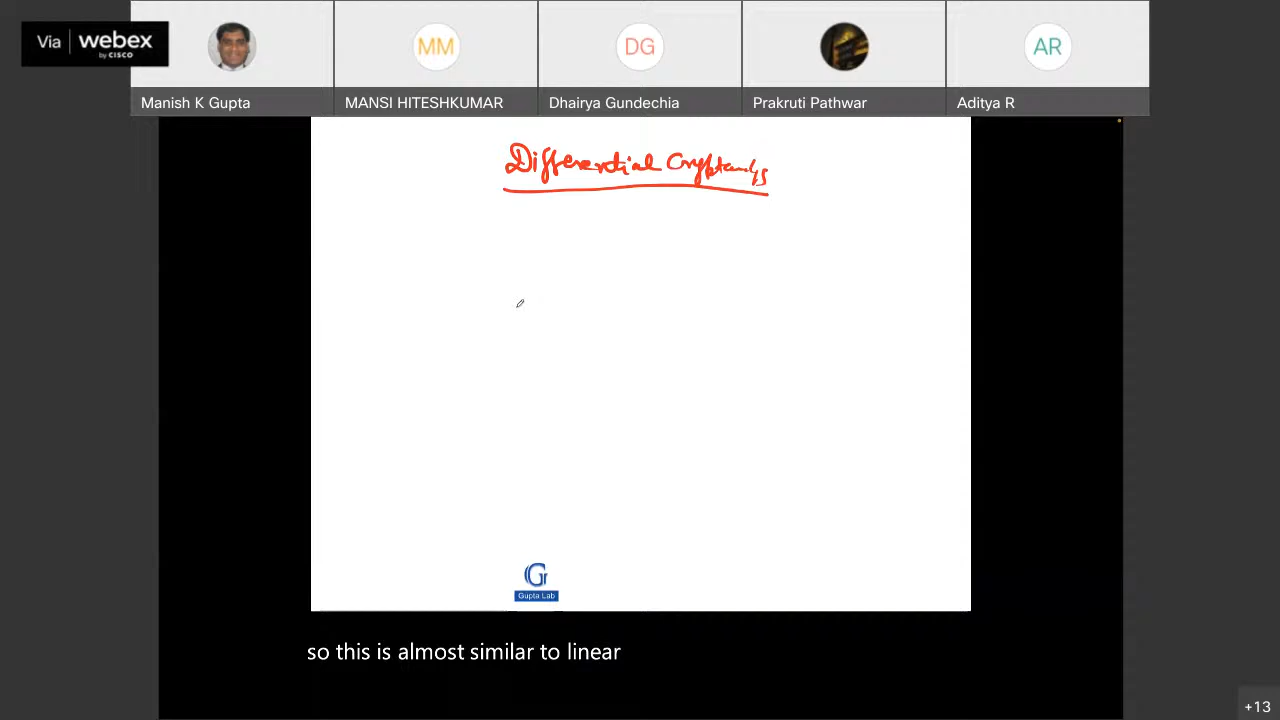 Via webex
by CISCO
MM
DG
AR
Manish K Gupta
MANSI HITESHKUMAR
Dhairya Gundechia
Prakruti Pathwar
Aditya R
Differential Cryptanalys
G
Gupta Lab
so this is almost similar to linear
+13